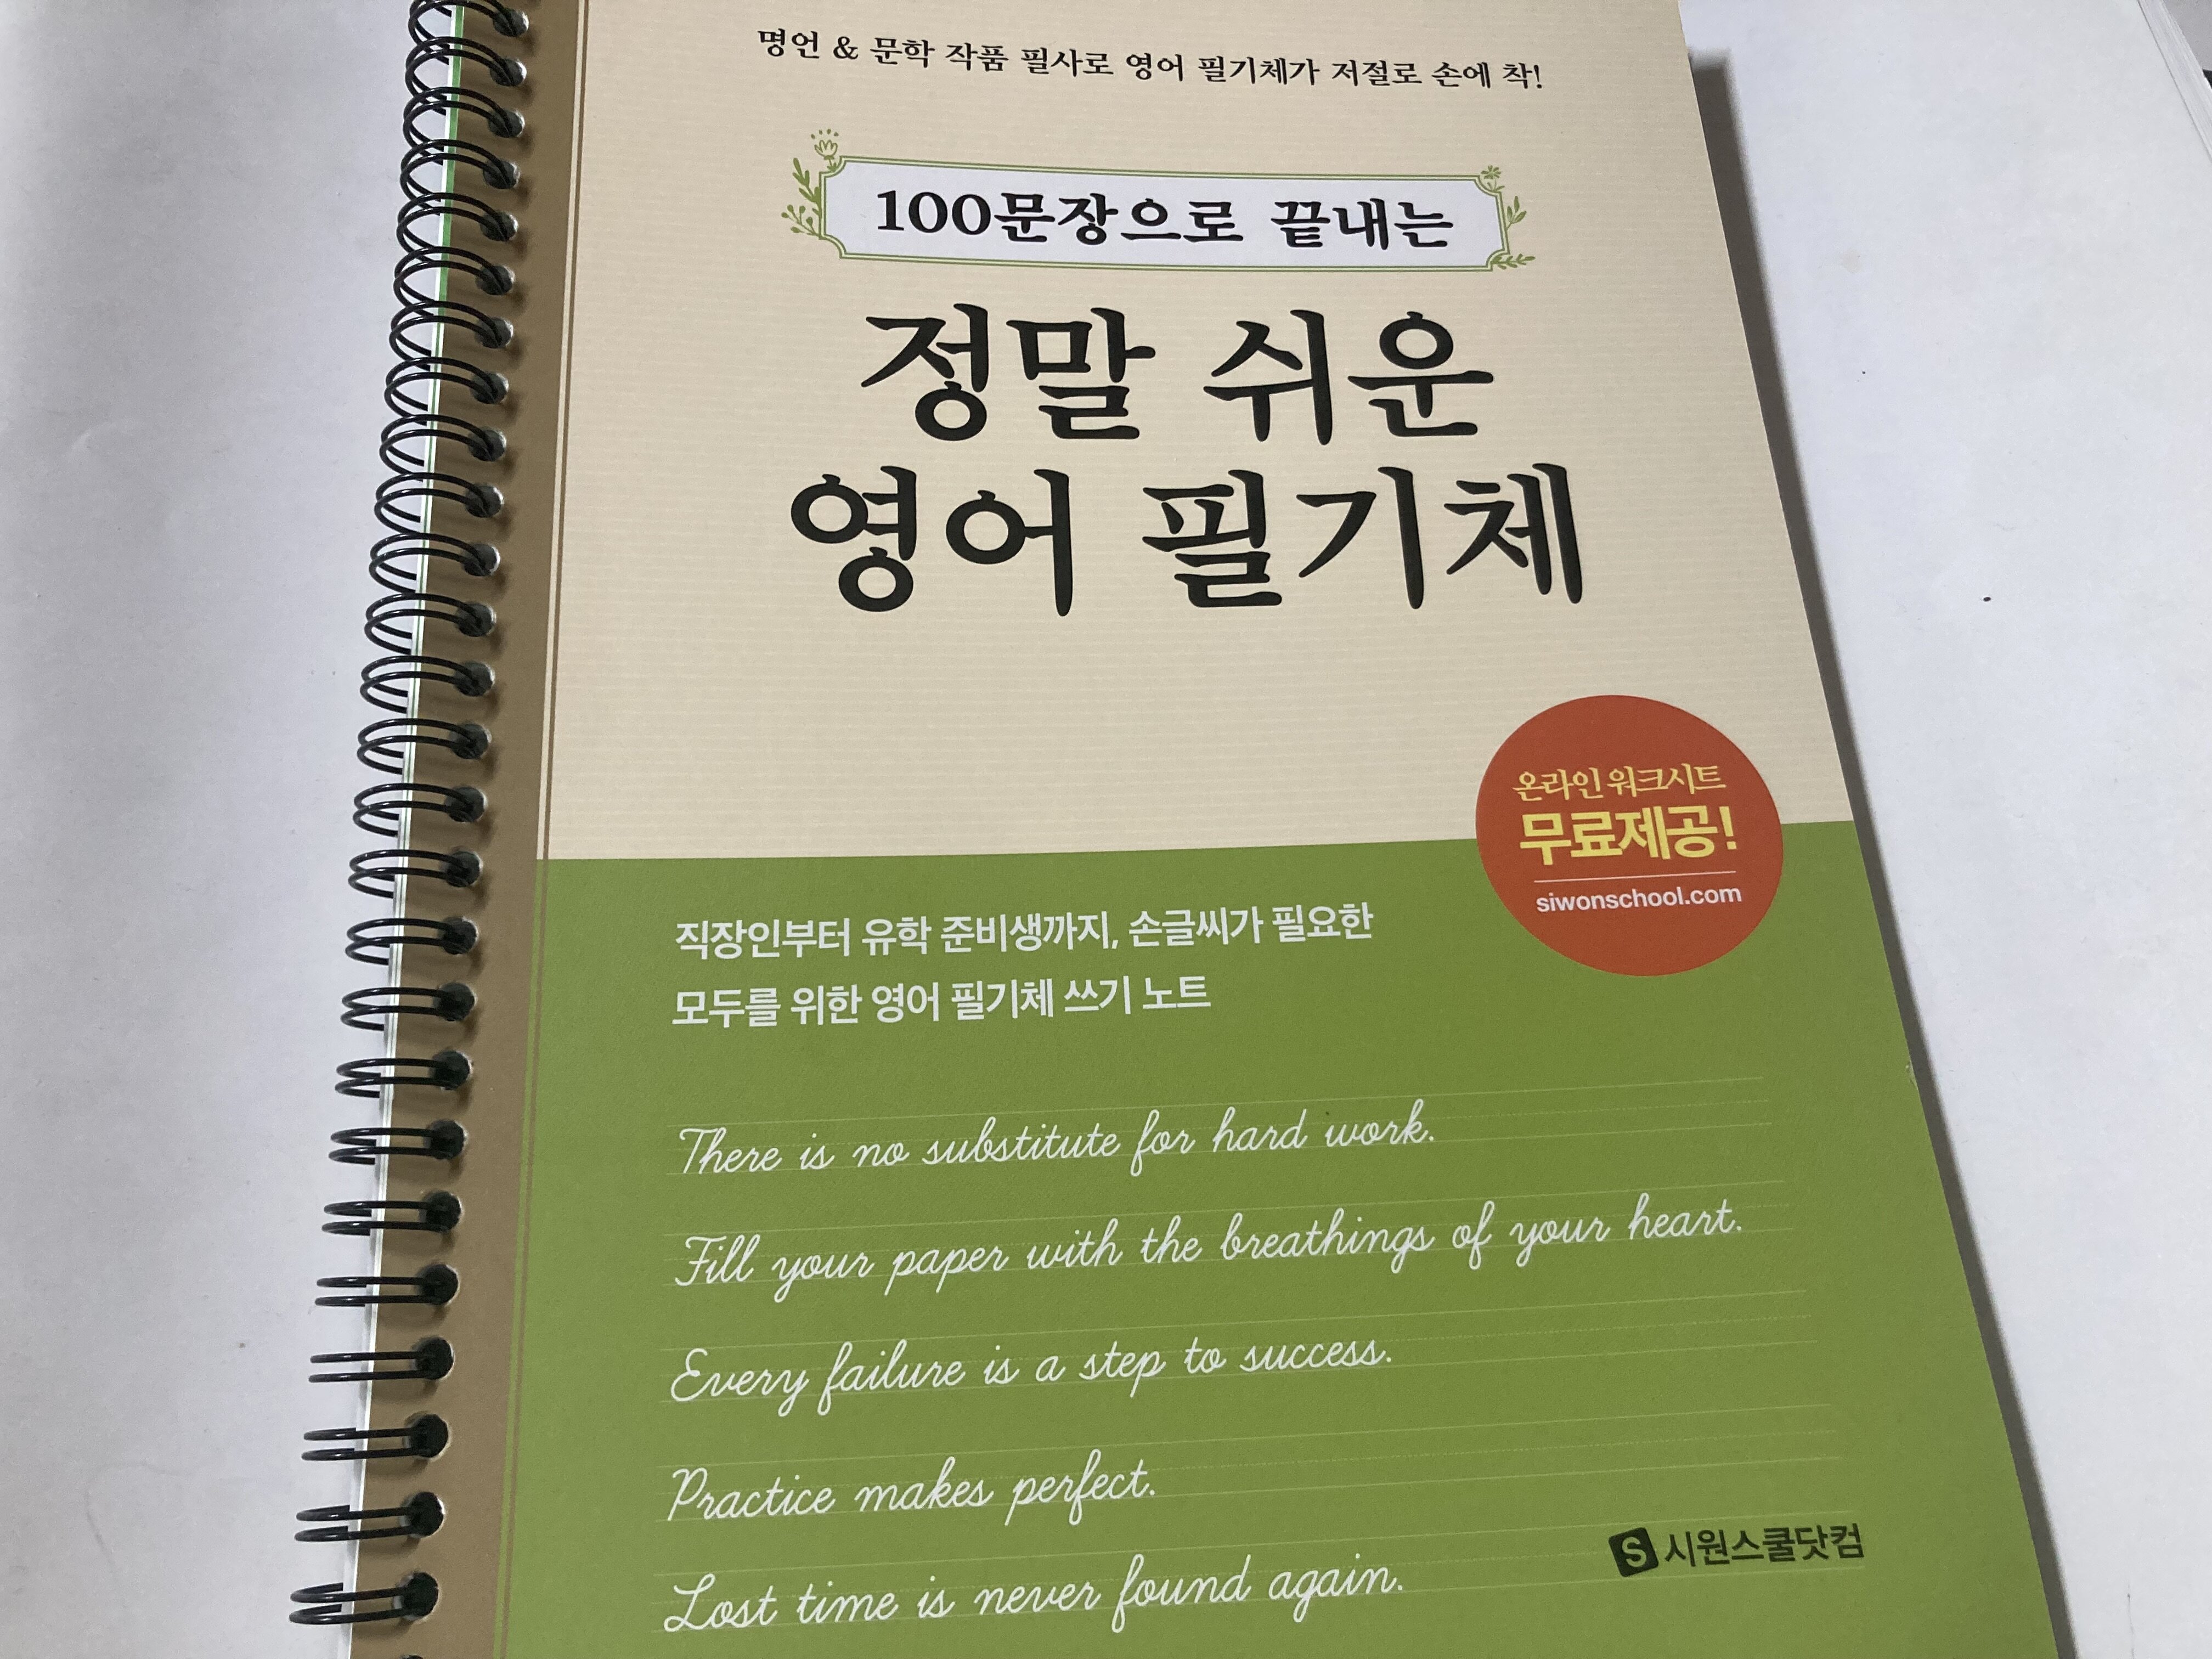 명언 & 문학 작품 필사로 영어 필기체가 저절로 손에 착!
100문장으로 끝내는
정말 쉬운
영어 필기체
온라인 워크시트
무료제공!
siwonschool.com
직장인부터 유학 준비생까지, 손글씨가 필요한
모두를 위한 영어 필기체 쓰기 노트
There is no substitute for hard work.
Fill your paper with the breathings of your heart.
Every failure is a step to success.
Practice makes perfect.
Lost time is never found again.
S 시원스쿨닷컴